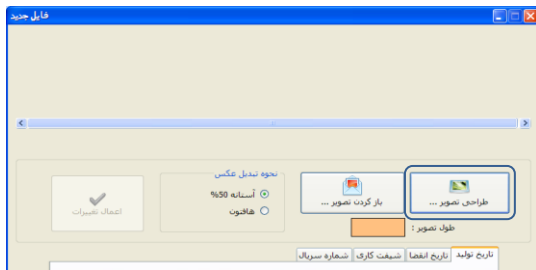 فایل جدید
طراحی تصویر ...
باز کردن تصویر ...
نحوه تبدیل عکس
آستانه 50%
هافتون
اعمال تغییرات
طول تصویر :
تاریخ تولید تاریخ انقضا شیفت کاری شماره سریال